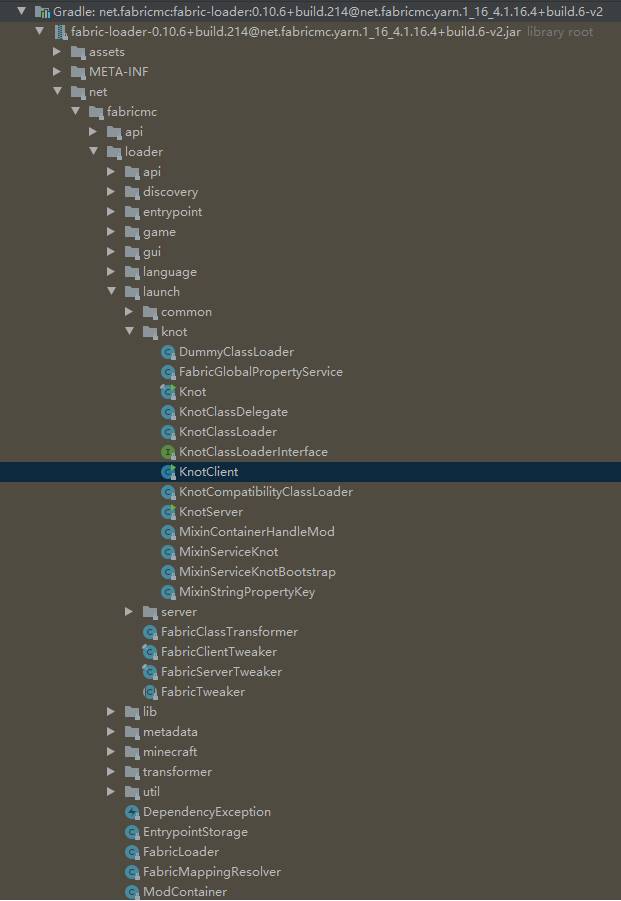 Gradle: net.fabricmc:fabric-loader:0.10.6+build.214@net.fabricmc.yarn.1_16_4.1.16.4+build.6-v2
fabric-loader-0.10.6+build.214@net.fabricmc.yarn.1_16_4.1.16.4+build.6-v2.jar library root
assets
META-INF
net
fabricmc
api
loader
api
discovery
entrypoint
game
gui
language
launch
common
knot
DummyClassLoader
FabricGlobalPropertyService
Knot
KnotClassDelegate
KnotClassLoader
KnotClassLoaderInterface
KnotClient
KnotCompatibilityClassLoader
KnotServer
MixinContainerHandleMod
MixinServiceKnot
MixinServiceKnotBootstrap
MixinStringPropertyKey
server
FabricClassTransformer
FabricClientTweaker
FabricServerTweaker
FabricTweaker
lib
metadata
minecraft
transformer
util
DependencyException
EntrypointStorage
FabricLoader
FabricMappingResolver
ModContainer